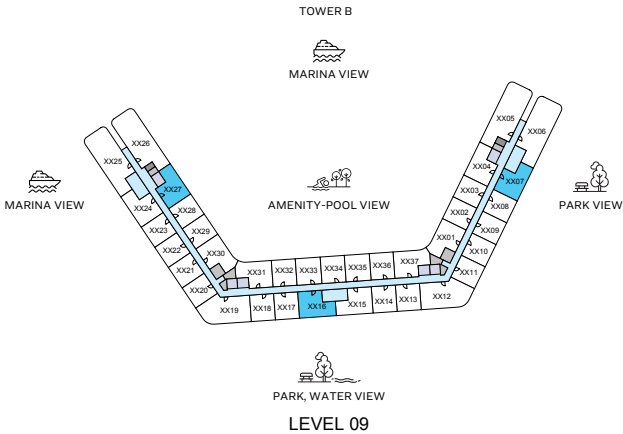 TOWER B
MARINA VIEW
XX05
XX06
XX26
XX25
XX04
XX07
XX27
XX03
XX08
MARINA VIEW
AMENITY-POOL VIEW
PARK VIEW
XX24
XX28
XX02
XX09
XX23
XX29
XX01
XX10
XX22
XX30
XX21
XX31
XX32
XX33
XX34
XX35
XX36
XX37
XX11
XX20
XX19
XX18
XX17
XX16
XX15
XX14
XX13
XX12
PARK, WATER VIEW
LEVEL 09